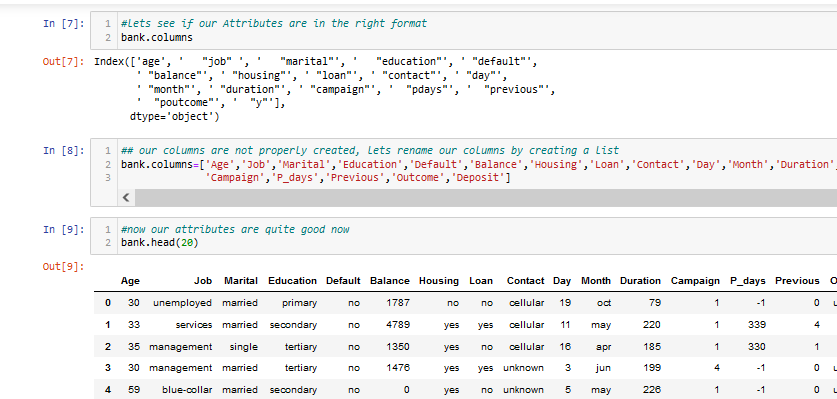 In [7]: 1 #Lets see if our Attributes are in the right format
2 bank.columns
Out[7]: Index(['age', ' "job" ', ' "marital"', ' "education"', ' "default"',
' "balance"', ' "housing"', ' "loan"', ' "contact"', ' "day"',
' "month"', ' "duration"', ' "campaign"', ' "pdays"', ' "previous"',
' "poutcome"', ' "y"'],
dtype='object')
In [8]: 1 ## our columns are not properly created, Lets rename our columns by creating a List
2 bank.columns=['Age','Job','Marital','Education','Default','Balance','Housing','Loan','Contact','Day','Month','Duration',
3 'Campaign','P_days','Previous','Outcome','Deposit']
In [9]: 1 #now our attributes are quite good now
2 bank.head(20)
Out[9]:
Age Job Marital Education Default Balance Housing Loan Contact Day Month Duration Campaign P_days Previous
0 30 unemployed married primary no 1787 no no cellular 19 oct 79 1 -1 0
1 33 services married secondary no 4789 yes yes cellular 11 may 220 1 339 4
2 35 management single tertiary no 1350 yes no cellular 16 apr 185 1 330 1
3 30 management married tertiary no 1476 yes yes unknown 3 jun 199 4 -1 0
4 59 blue-collar married secondary no 0 yes no unknown 5 may 226 1 -1 0